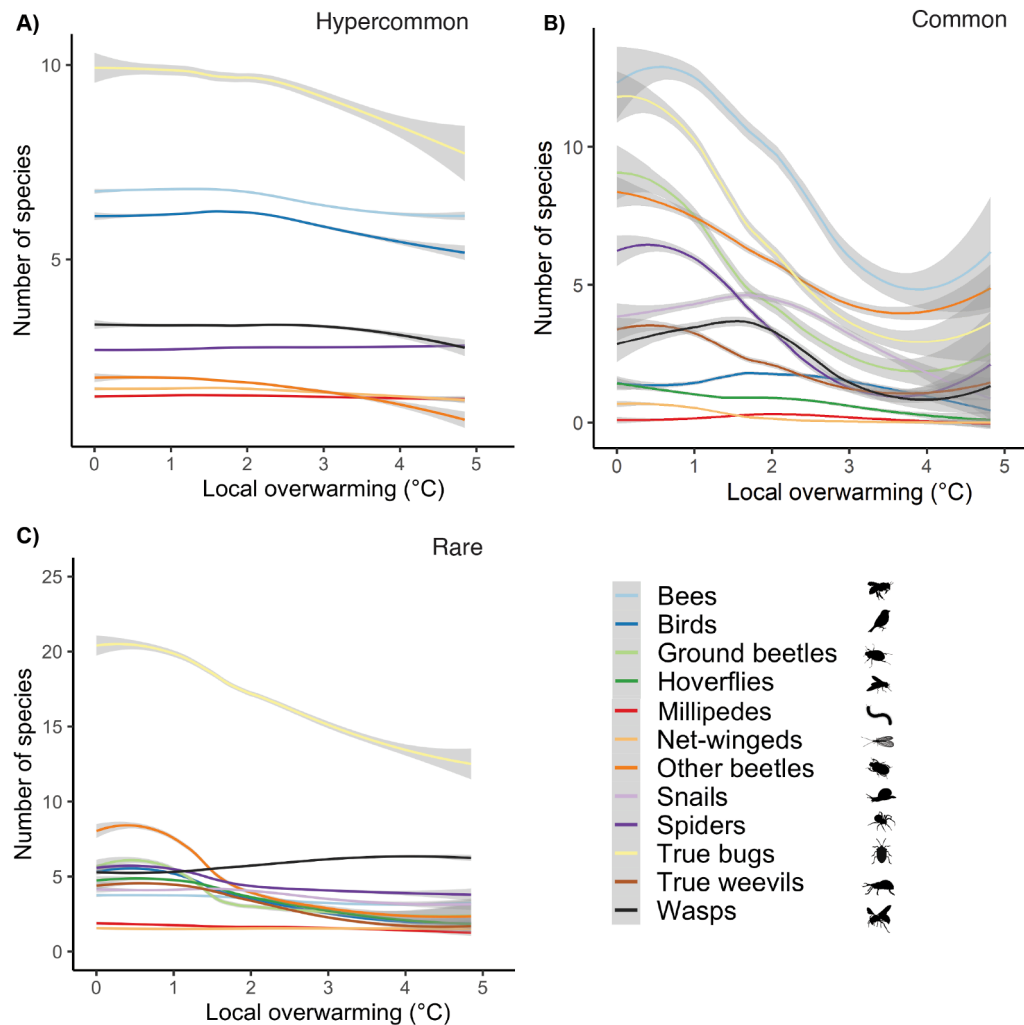 A)
Hypercommon
10
5
Number of species
0 1 2 3 4 5
Local overwarming (°C)
B)
Common
10
5
0
Number of species
0 1 2 3 4 5
Local overwarming (°C)
C)
Rare
25
20
15
10
5
0
Number of species
0 1 2 3 4 5
Local overwarming (°C)
Bees
Birds
Ground beetles
Hoverflies
Millipedes
Net-wingeds
Other beetles
Snails
Spiders
True bugs
True weevils
Wasps